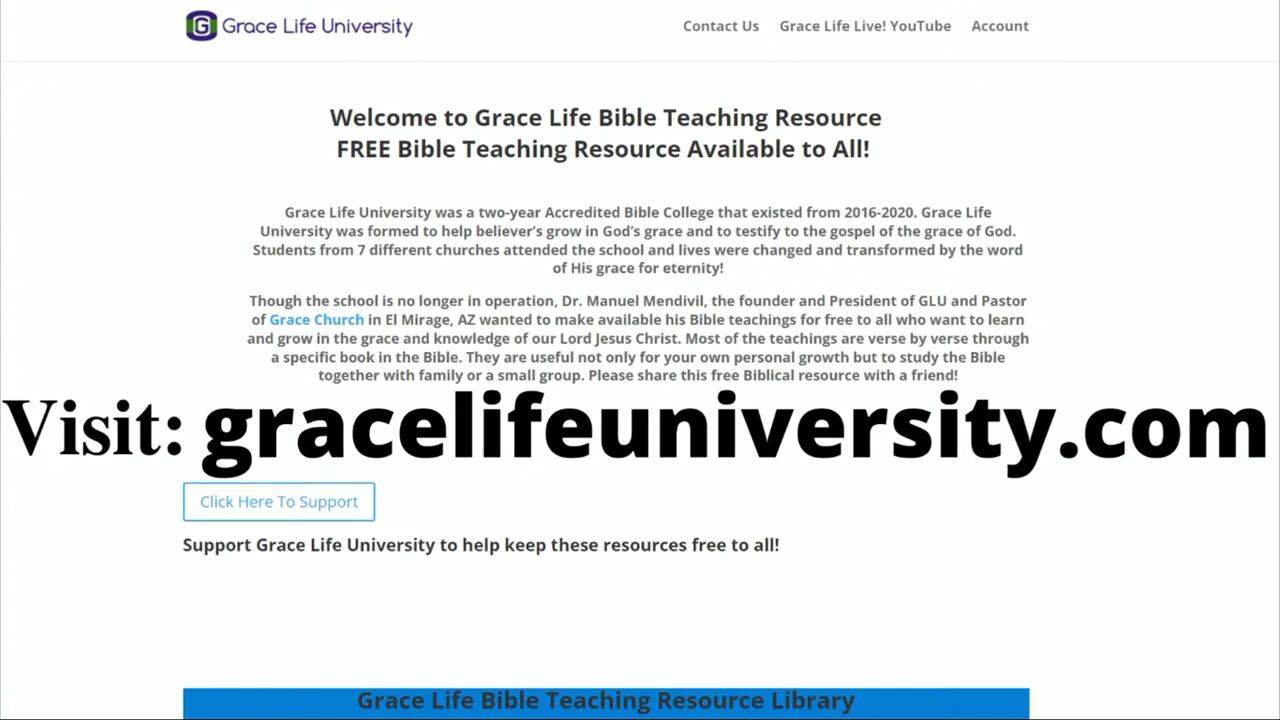 Grace Life University
Contact Us Grace Life Live! YouTube Account
Welcome to Grace Life Bible Teaching Resource
FREE Bible Teaching Resource Available to All!
Grace Life University was a two-year Accredited Bible College that existed from 2016-2020. Grace Life
University was formed to help believer's grow in God's grace and to testify to the gospel of the grace of God.
Students from 7 different churches attended the school and lives were changed and transformed by the word
of His grace for eternity!
Though the school is no longer in operation, Dr. Manuel Mendivil, the founder and President of GLU and Pastor
of Grace Church in El Mirage, AZ wanted to make available his Bible teachings for free to all who want to learn
and grow in the grace and knowledge of our Lord Jesus Christ. Most of the teachings are verse by verse through
a specific book in the Bible. They are useful not only for your own personal growth but to study the Bible
together with family or a small group. Please share this free Biblical resource with a friend!
Visit: gracelifeuniversity.com
Click Here To Support
Support Grace Life University to help keep these resources free to all!
Grace Life Bible Teaching Resource Library